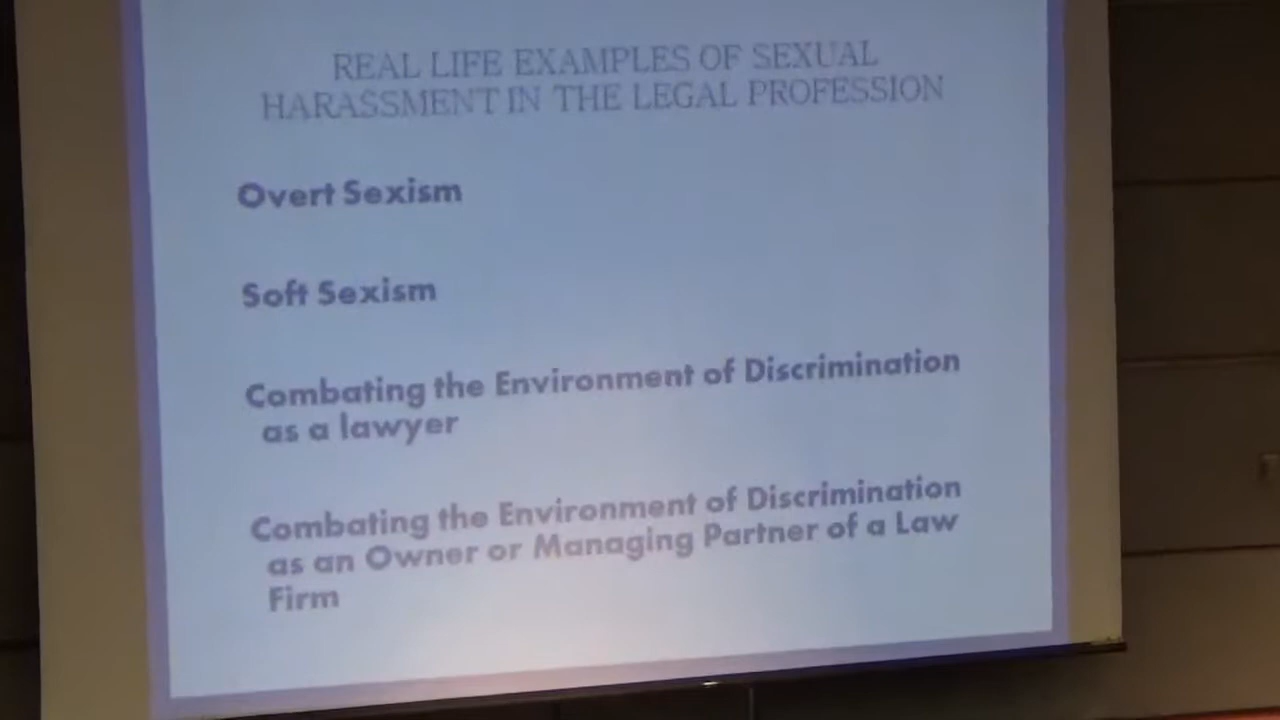 REAL LIFE EXAMPLES OF SEXUAL
HARASSMENT IN THE LEGAL PROFESSION
Overt Sexism
Soft Sexism
Combating the Environment of Discrimination
as a lawyer
Combating the Environment of Discrimination
as an Owner or Managing Partner of a Law
Firm